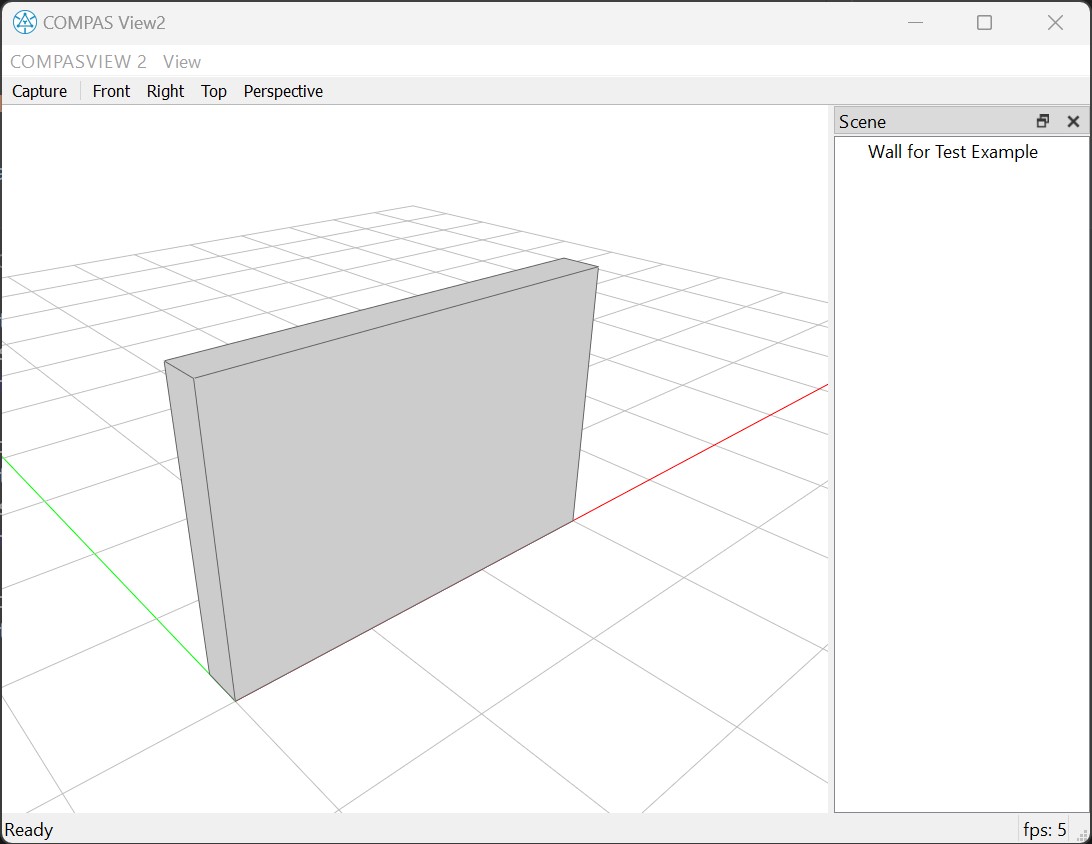 COMPAS View2
COMPASVIEW 2 View
Capture Front Right Top Perspective
Scene
Wall for Test Example
Ready fps: 5